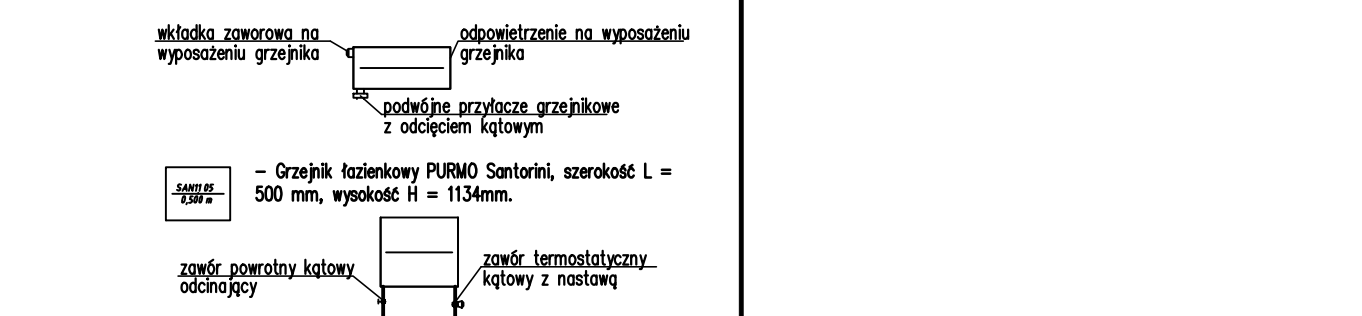 wkładka zaworowa na
wyposażeniu grzejnika
odpowietrzenie na wyposażeniu
grzejnika
podwójne przyłącze grzejnikowe
z odcięciem kątowym
SAN11 05
0,500 m
– Grzejnik łazienkowy PURMO Santorini, szerokość L =
500 mm, wysokość H = 1134mm.
zawór powrotny kątowy
odcinający
zawór termostatyczny
kątowy z nastawą